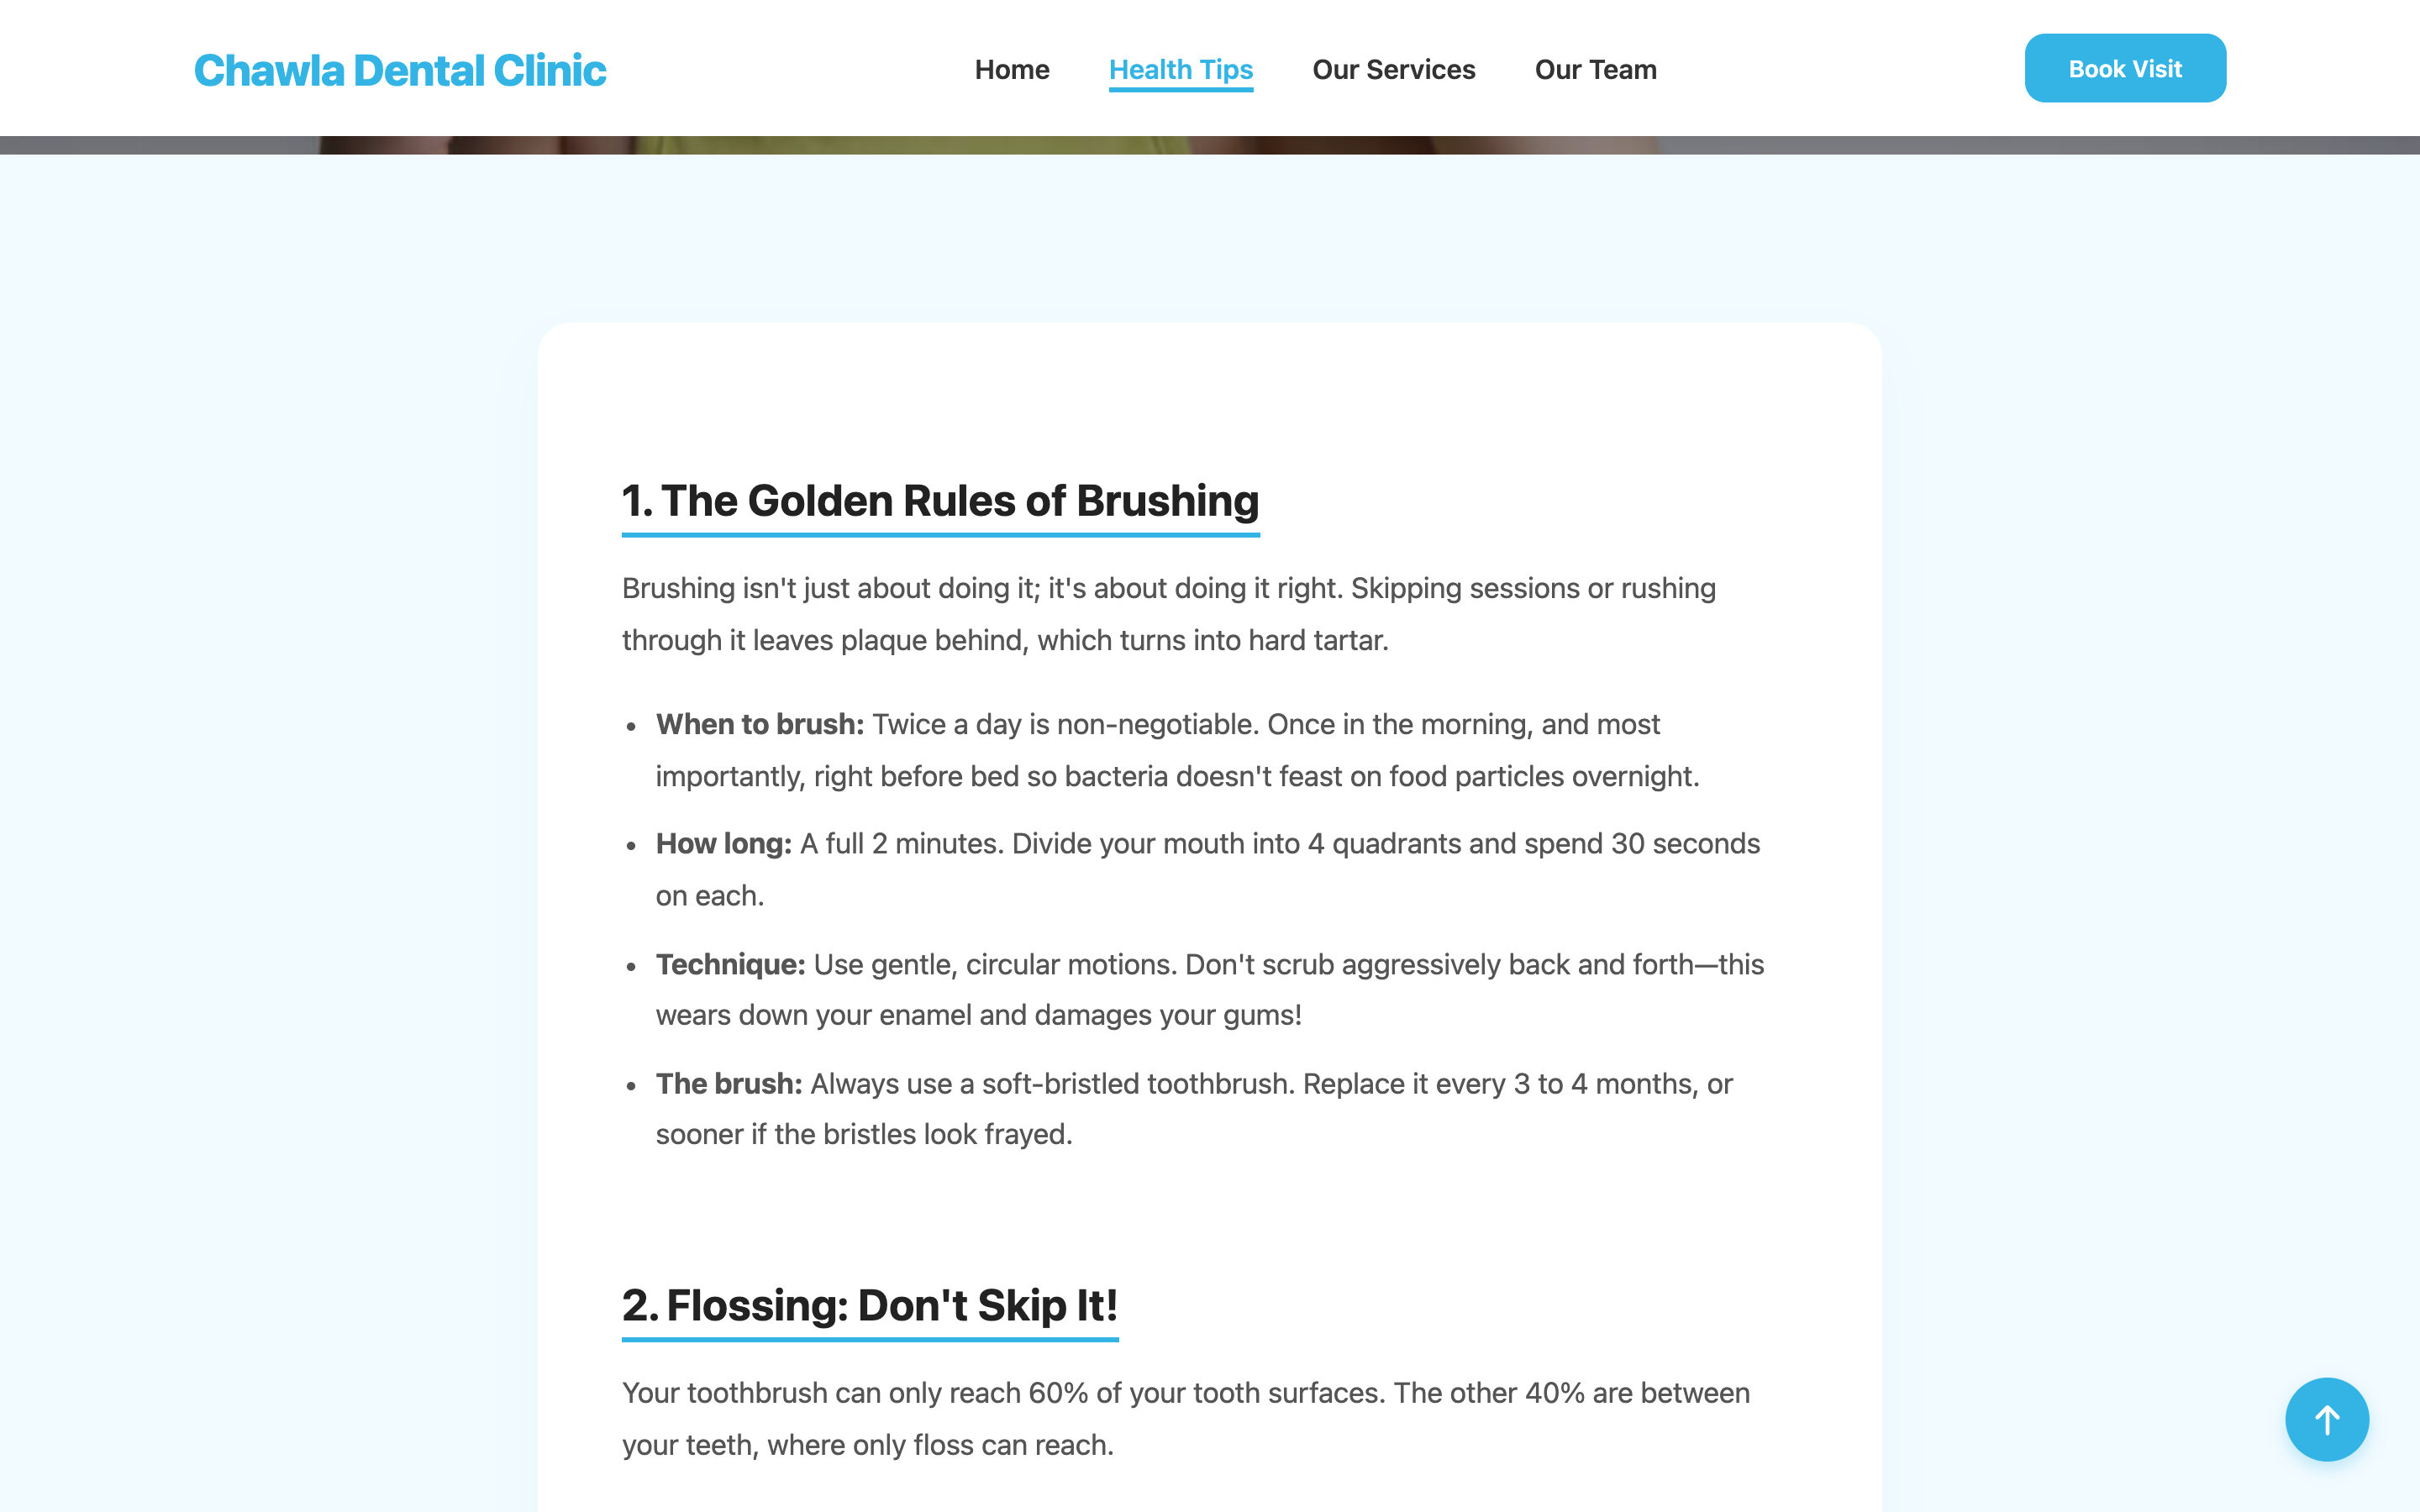 Chawla Dental Clinic
Home
Health Tips
Our Services
Our Team
Book Visit
1. The Golden Rules of Brushing
Brushing isn't just about doing it; it's about doing it right. Skipping sessions or rushing
through it leaves plaque behind, which turns into hard tartar.
• When to brush: Twice a day is non-negotiable. Once in the morning, and most
importantly, right before bed so bacteria doesn't feast on food particles overnight.
• How long: A full 2 minutes. Divide your mouth into 4 quadrants and spend 30 seconds
on each.
• Technique: Use gentle, circular motions. Don't scrub aggressively back and forth—this
wears down your enamel and damages your gums!
• The brush: Always use a soft-bristled toothbrush. Replace it every 3 to 4 months, or
sooner if the bristles look frayed.
2. Flossing: Don't Skip It!
Your toothbrush can only reach 60% of your tooth surfaces. The other 40% are between
your teeth, where only floss can reach.